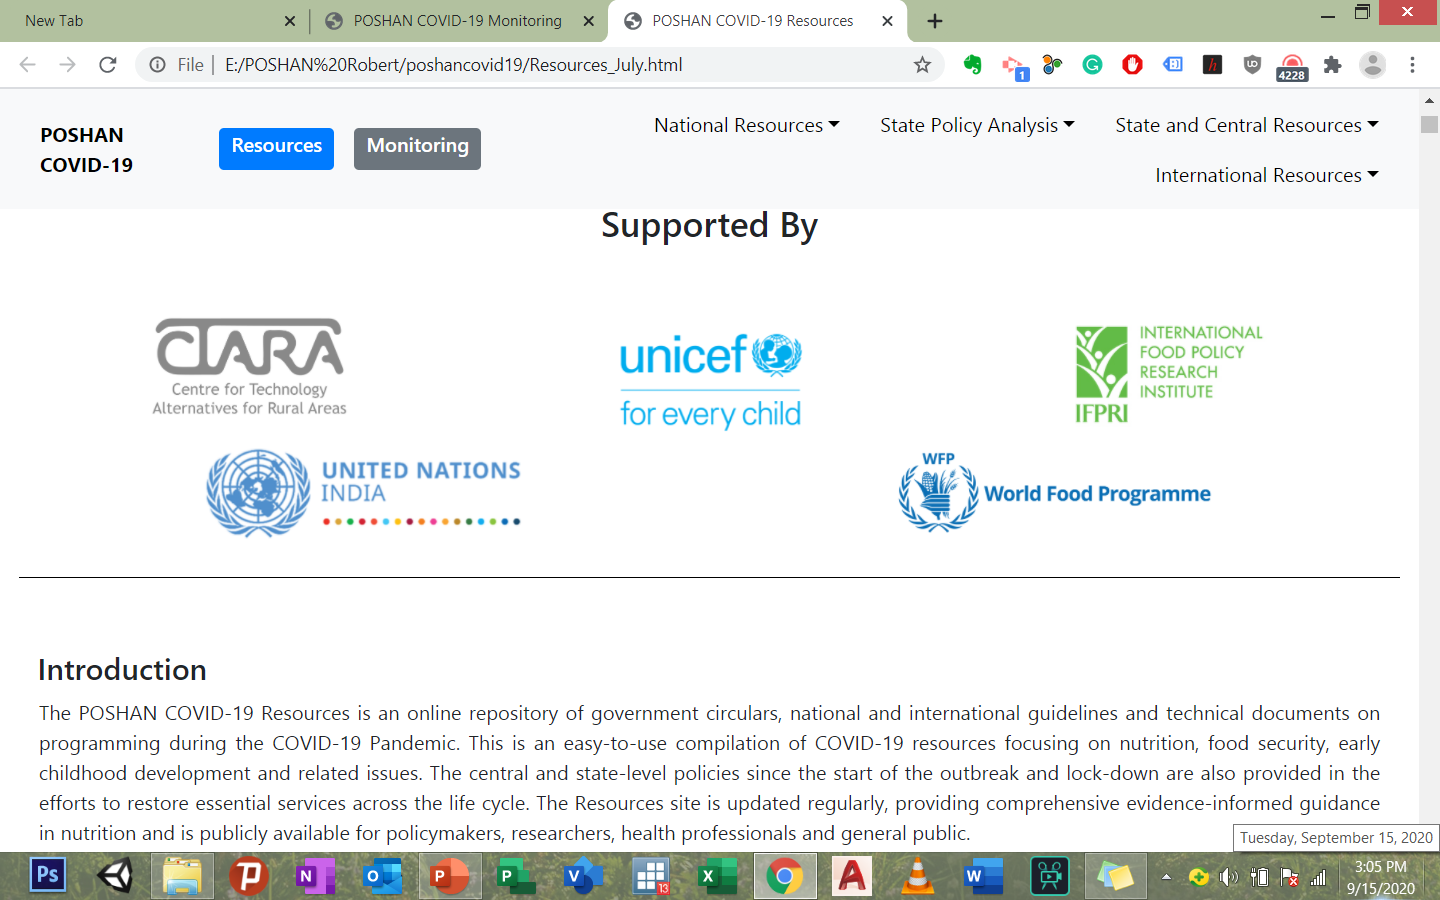 New Tab
POSHAN COVID-19 Monitoring
POSHAN COVID-19 Resources
File
E:/POSHAN%20Robert/poshancovid19/Resources_July.html
1
4228
POSHAN
COVID-19
Resources
Monitoring
National Resources
State Policy Analysis
State and Central Resources
International Resources
Supported By
CTARA
Centre for Technology
Alternatives for Rural Areas
unicef
for every child
INTERNATIONAL
FOOD POLICY
RESEARCH
INSTITUTE
IFPRI
UNITED NATIONS
INDIA
WFP
World Food Programme
Introduction
The POSHAN COVID-19 Resources is an online repository of government circulars, national and international guidelines and technical documents on
programming during the COVID-19 Pandemic. This is an easy-to-use compilation of COVID-19 resources focusing on nutrition, food security, early
childhood development and related issues. The central and state-level policies since the start of the outbreak and lock-down are also provided in the
efforts to restore essential services across the life cycle. The Resources site is updated regularly, providing comprehensive evidence-informed guidance
in nutrition and is publicly available for policymakers, researchers, health professionals and general public.
Tuesday, September 15, 2020
Ps
N
O
P
P
V
13
X
A
W
3:05 PM
9/15/2020